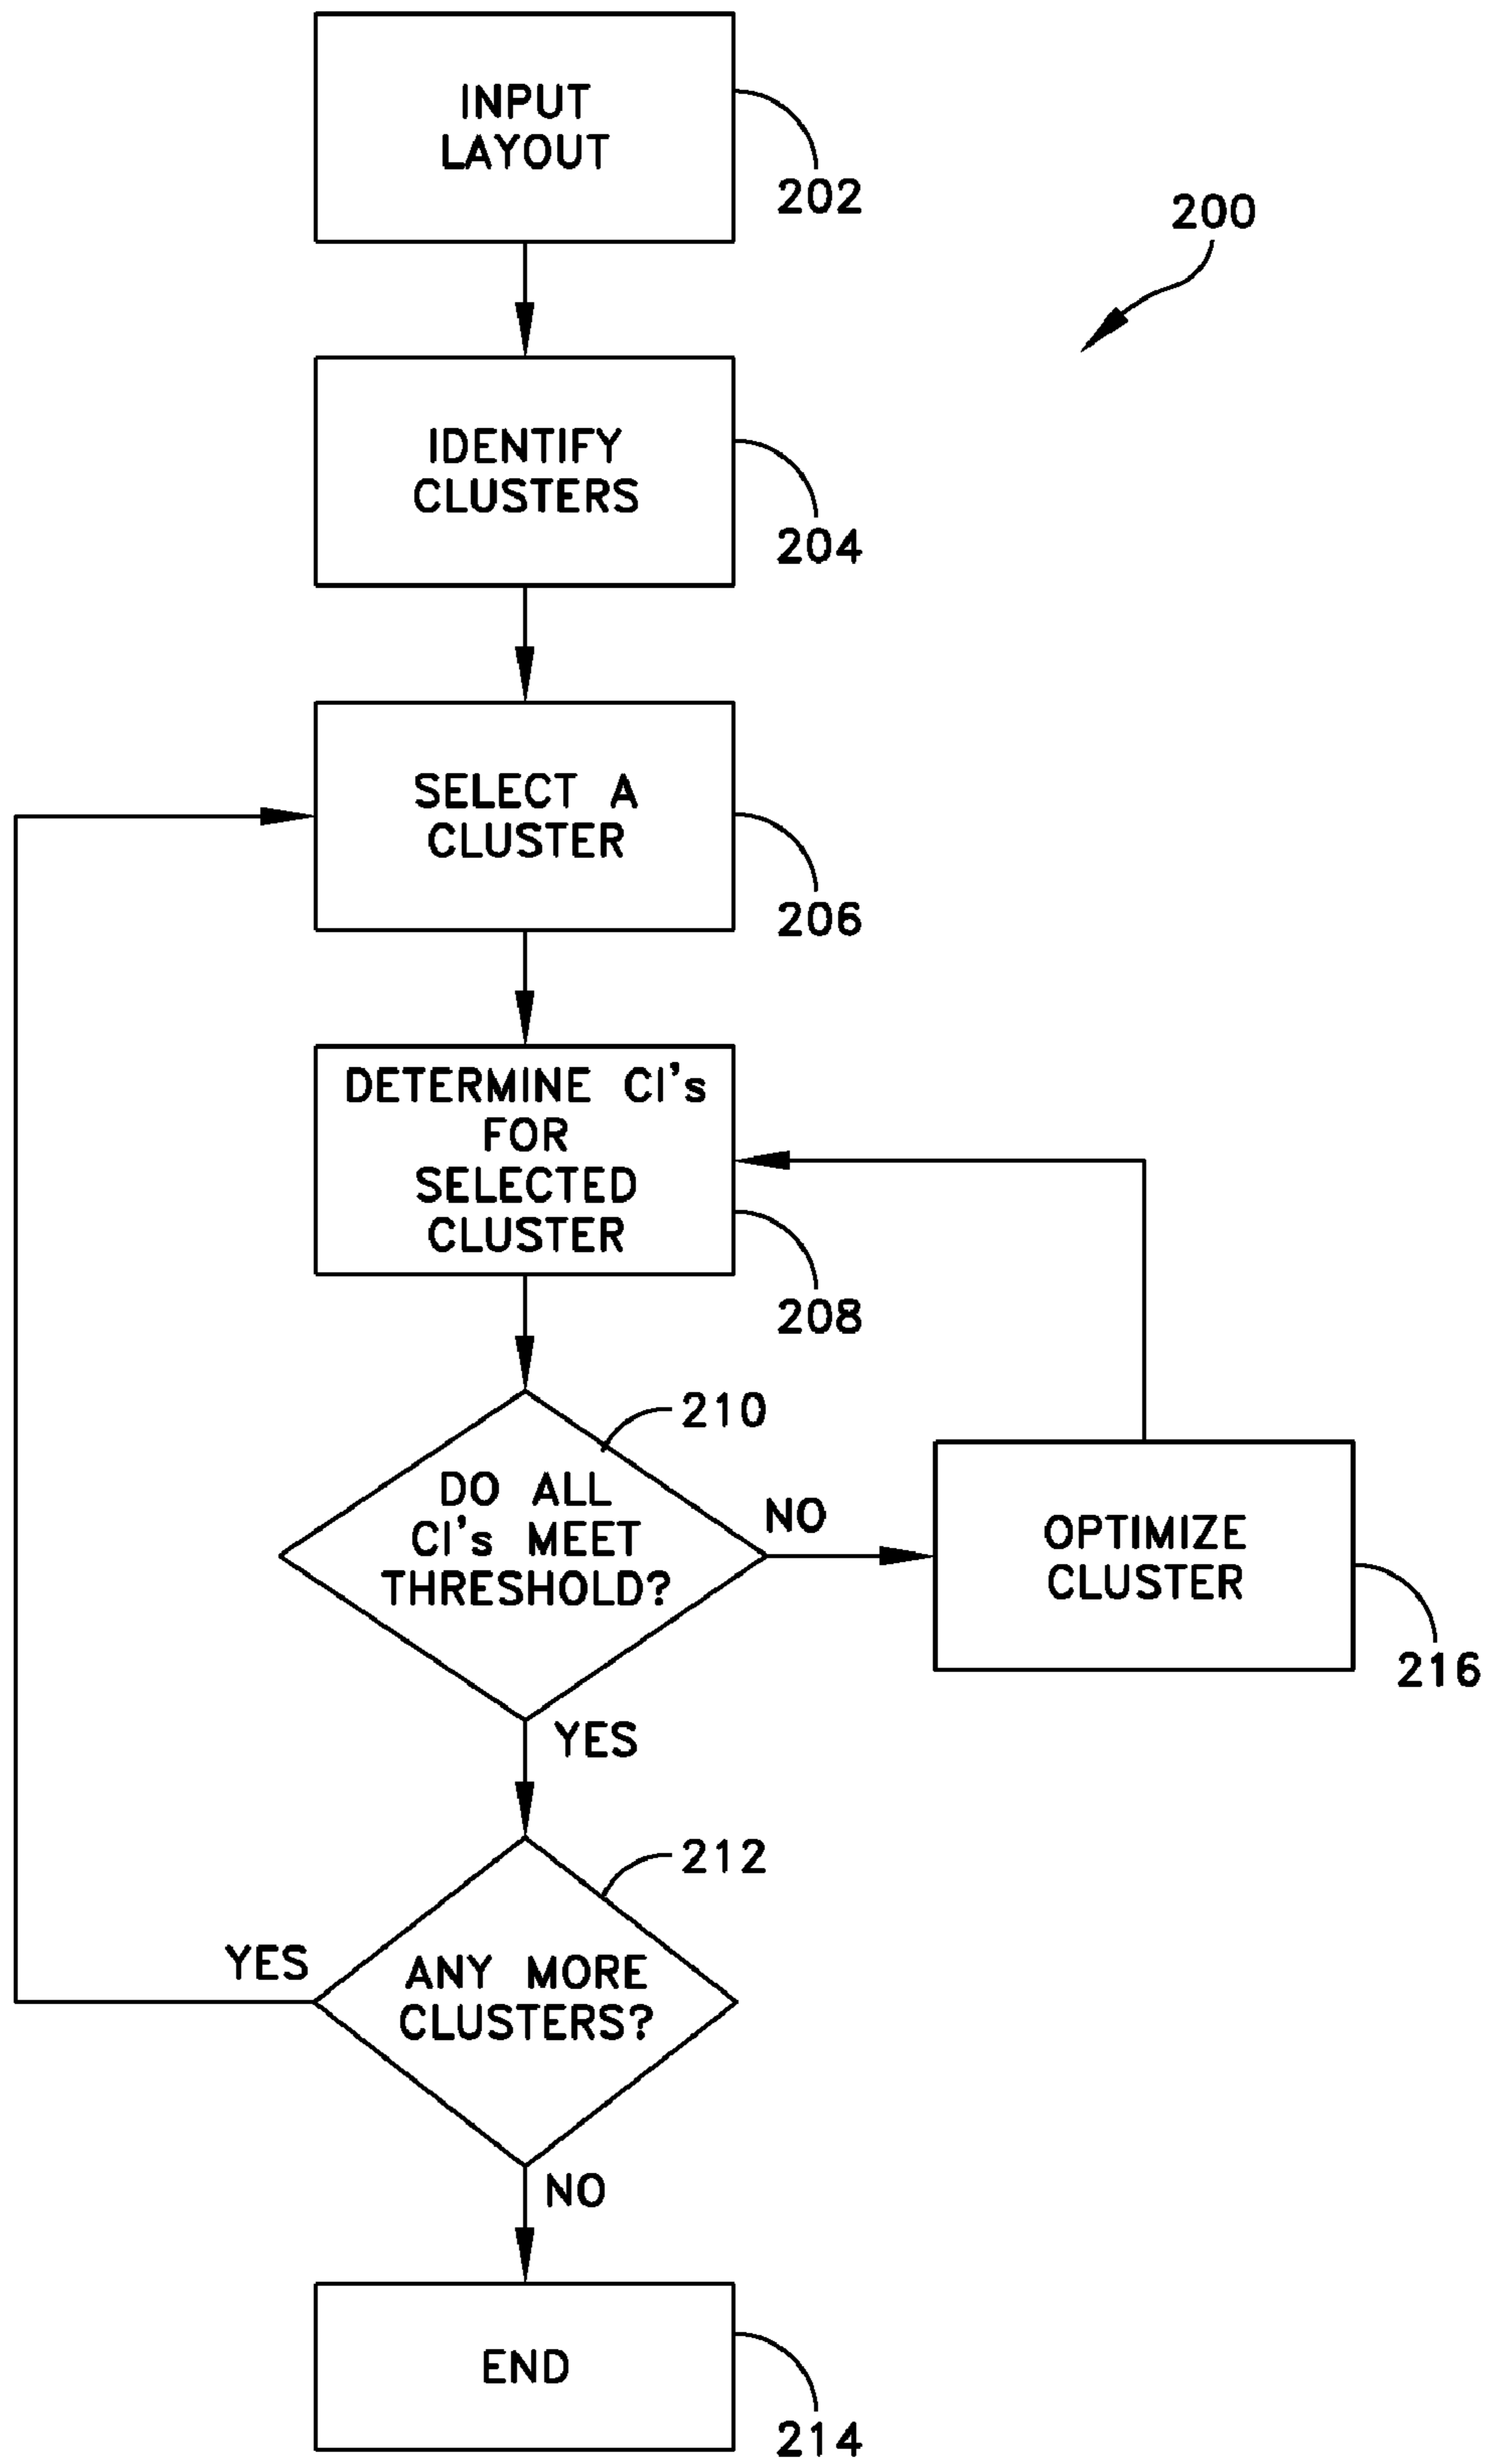 INPUT
LAYOUT
202
200
IDENTIFY
CLUSTERS
204
SELECT A
CLUSTER
206
DETERMINE CI's
FOR
SELECTED
CLUSTER
208
210
DO ALL
CI's MEET
THRESHOLD?
NO
OPTIMIZE
CLUSTER
216
YES
212
ANY MORE
CLUSTERS?
YES
NO
END
214